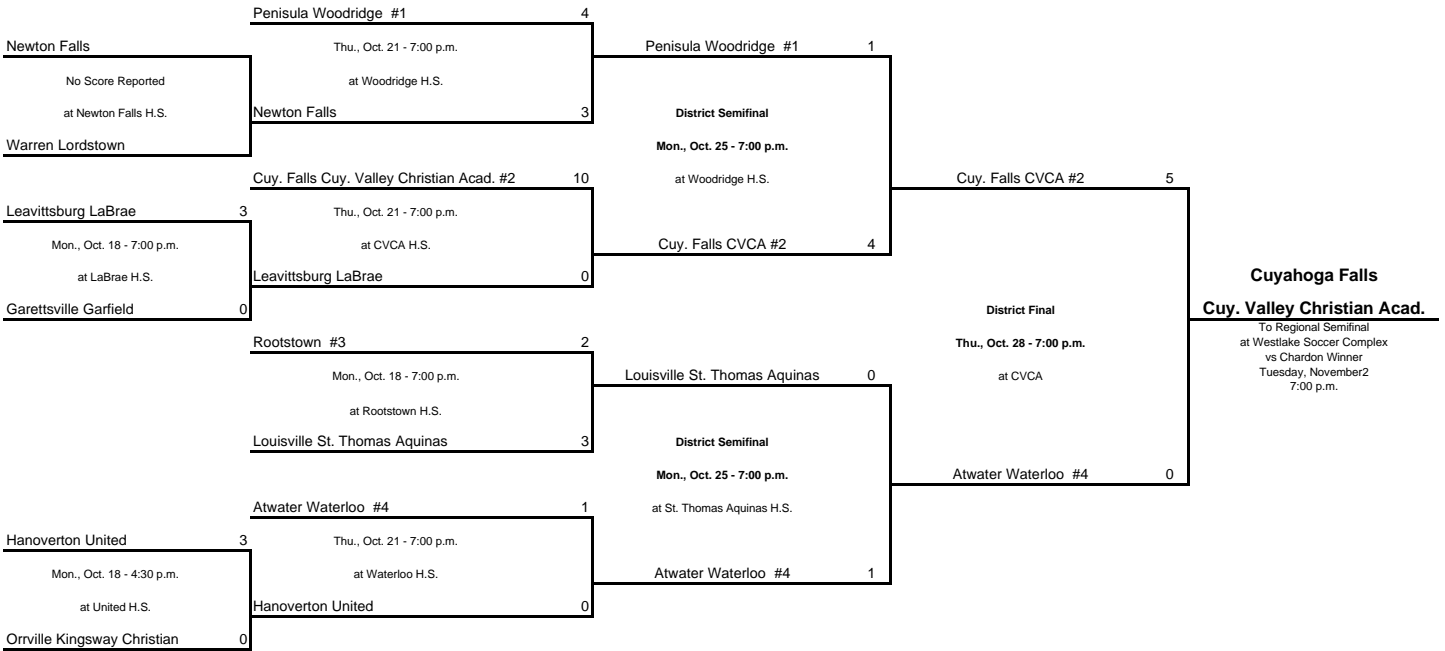 Penisula Woodridge #1 4
Newton Falls
Thu., Oct. 21 - 7:00 p.m.
Penisula Woodridge #1 1
No Score Reported
at Woodridge H.S.
at Newton Falls H.S.
Newton Falls 3
District Semifinal
Warren Lordstown
Mon., Oct. 25 - 7:00 p.m.
Cuy. Falls Cuy. Valley Christian Acad. #2 10
at Woodridge H.S.
Cuy. Falls CVCA #2 5
Leavittsburg LaBrae 3
Thu., Oct. 21 - 7:00 p.m.
Mon., Oct. 18 - 7:00 p.m.
at CVCA H.S.
Cuy. Falls CVCA #2 4
at LaBrae H.S.
Leavittsburg LaBrae 0
Cuyahoga Falls
Garettsville Garfield 0
District Final
Cuy. Valley Christian Acad.
To Regional Semifinal
at Westlake Soccer Complex
vs Chardon Winner
Tuesday, November2
7:00 p.m.
Rootstown #3 2
Thu., Oct. 28 - 7:00 p.m.
Mon., Oct. 18 - 7:00 p.m.
Louisville St. Thomas Aquinas 0
at CVCA
at Rootstown H.S.
Louisville St. Thomas Aquinas 3
District Semifinal
Mon., Oct. 25 - 7:00 p.m.
Atwater Waterloo #4 0
Atwater Waterloo #4 1
at St. Thomas Aquinas H.S.
Hanoverton United 3
Thu., Oct. 21 - 7:00 p.m.
Mon., Oct. 18 - 4:30 p.m.
at Waterloo H.S.
Atwater Waterloo #4 1
at United H.S.
Hanoverton United 0
Orrville Kingsway Christian 0